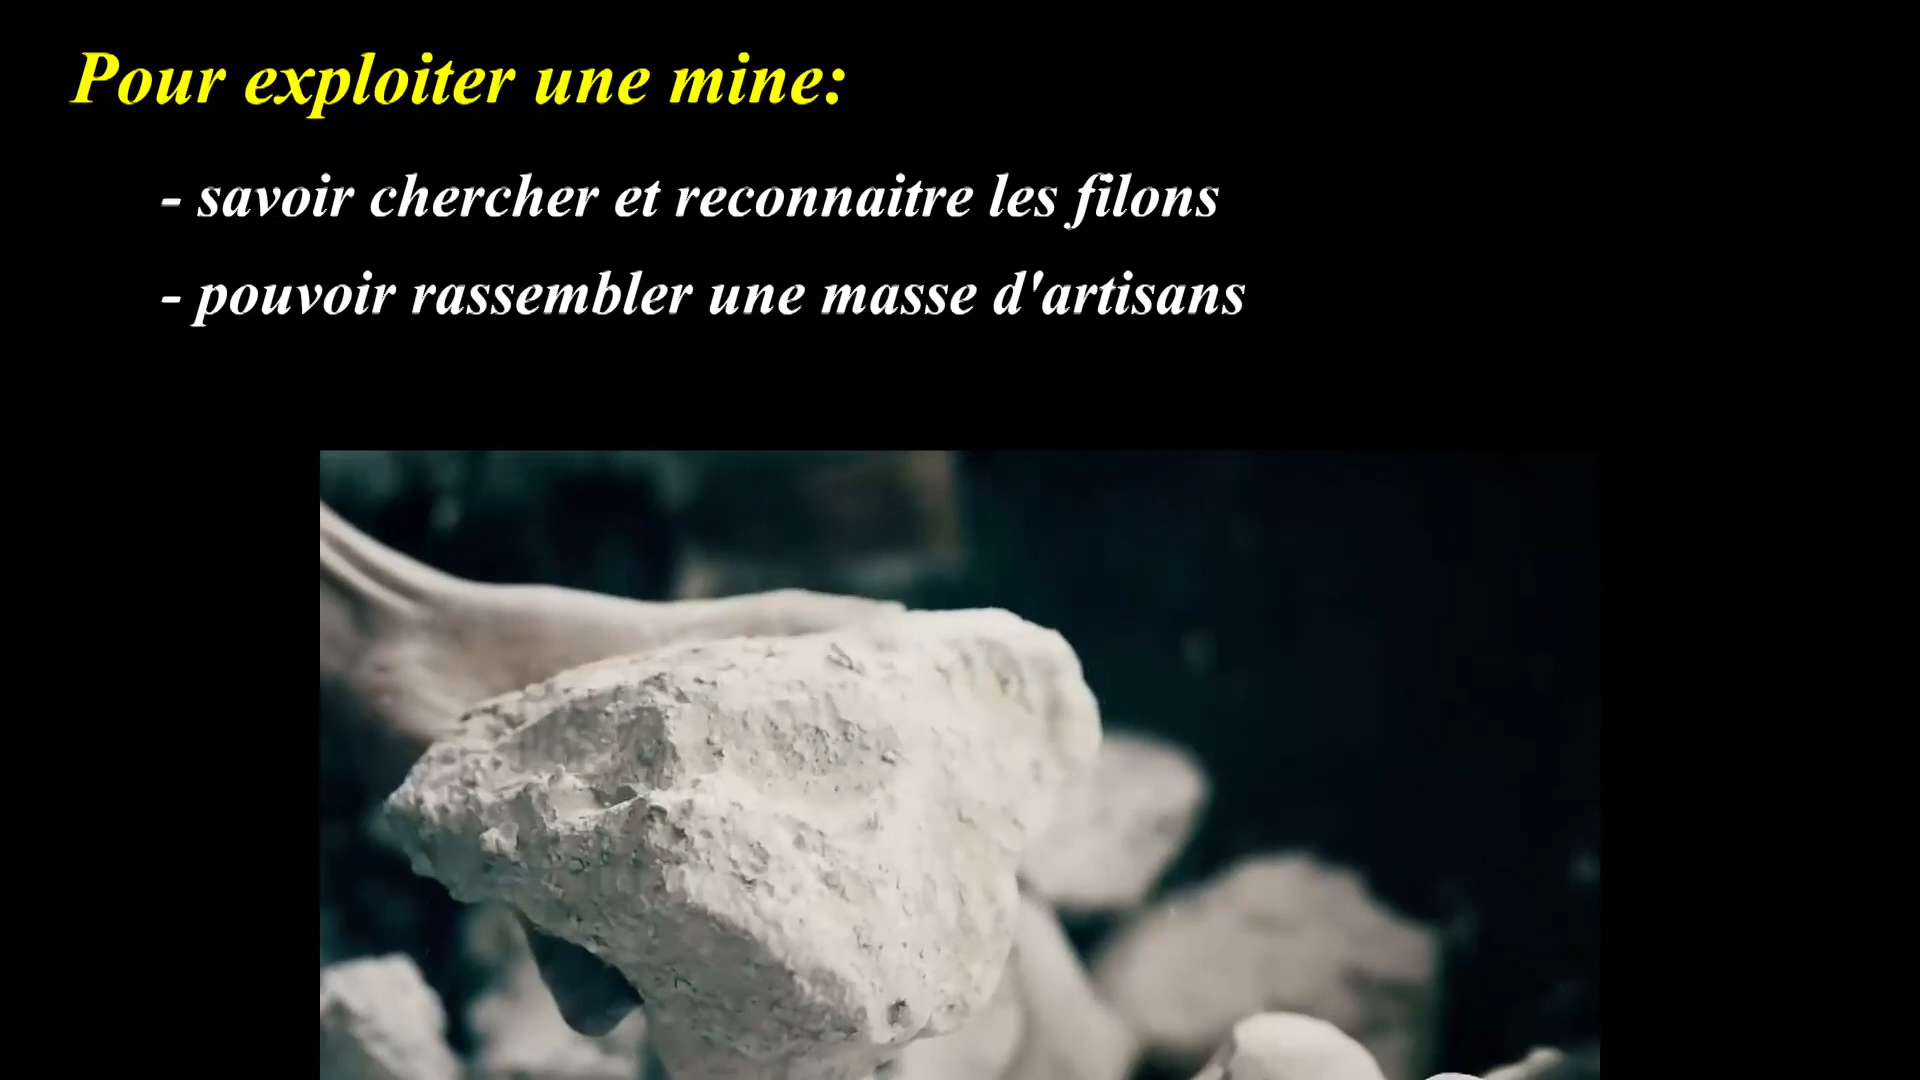 Pour exploiter une mine:
- savoir chercher et reconnaitre les filons
- pouvoir rassembler une masse d'artisans